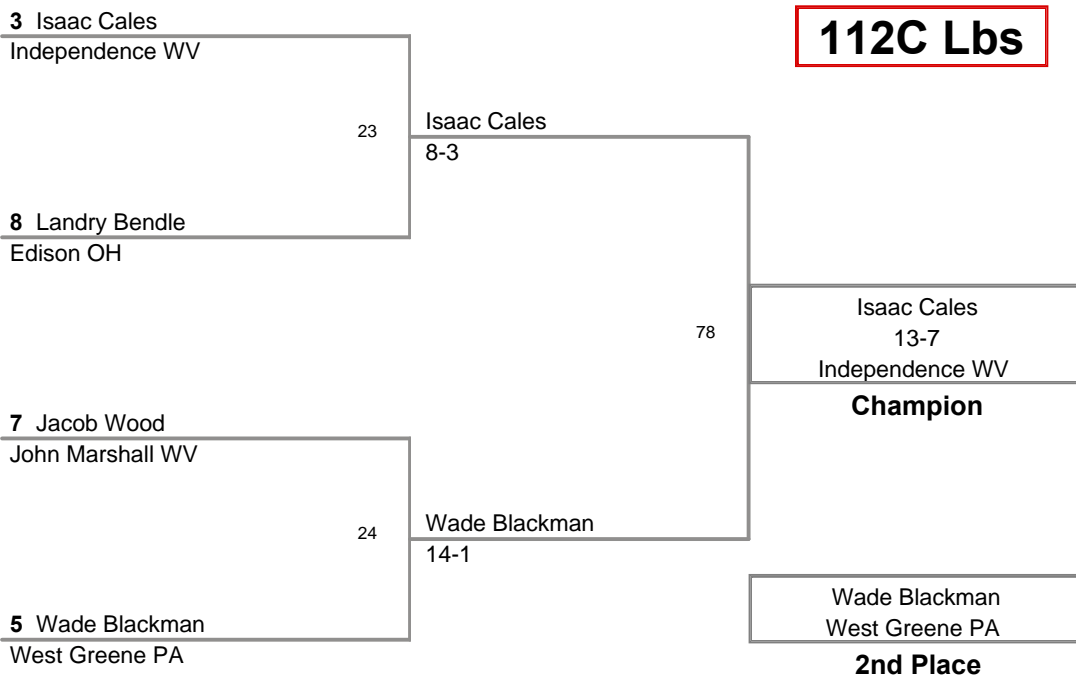 3 Isaac Cales
Independence WV
112C Lbs
23
Isaac Cales
8-3
8 Landry Bendle
Edison OH
78
Isaac Cales
13-7
Independence WV
Champion
7 Jacob Wood
John Marshall WV
24
Wade Blackman
14-1
5 Wade Blackman
West Greene PA
Wade Blackman
West Greene PA
2nd Place